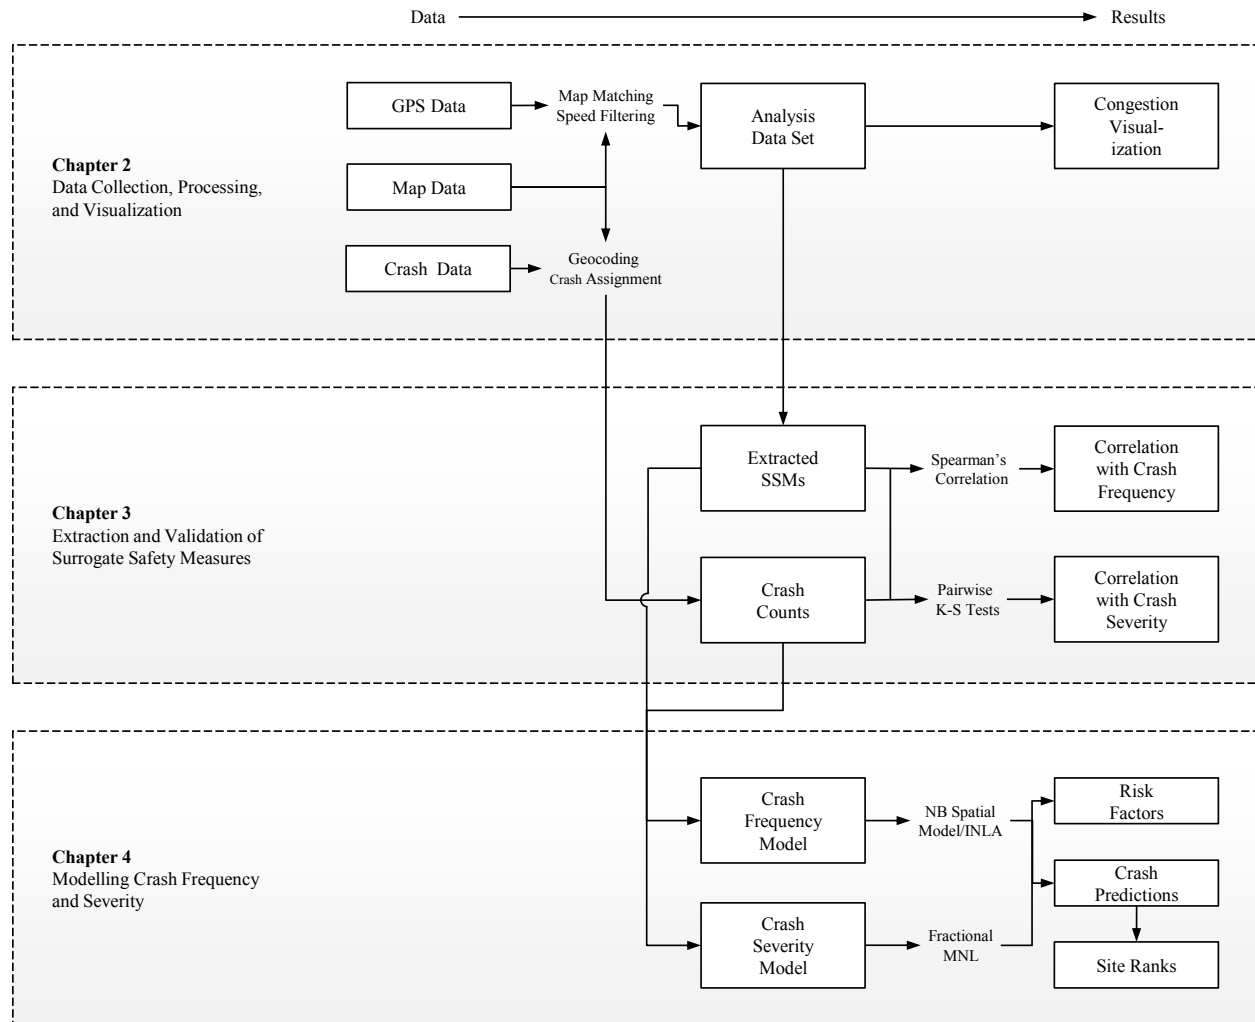 Data
Results
GPS Data
Map Matching
Speed Filtering
Analysis
Data Set
Congestion
Visual-
ization
Chapter 2
Data Collection, Processing,
and Visualization
Map Data
Crash Data
Geocoding
Crash Assignment
Extracted
SSMs
Spearman's
Correlation
Correlation
with Crash
Frequency
Chapter 3
Extraction and Validation of
Surrogate Safety Measures
Crash
Counts
Pairwise
K-S Tests
Correlation
with Crash
Severity
Crash
Frequency
Model
NB Spatial
Model/INLA
Risk
Factors
Chapter 4
Modelling Crash Frequency
and Severity
Crash
Predictions
Crash
Severity
Model
Fractional
MNL
Site Ranks